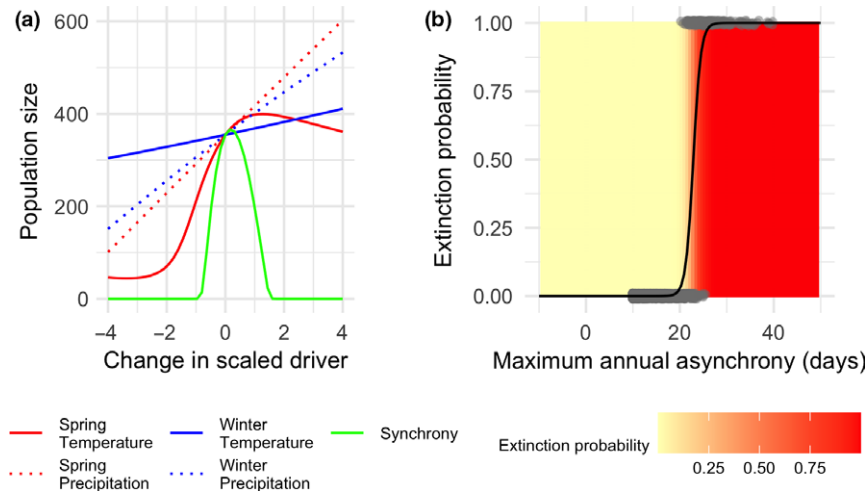 (a)
600
400
200
0
Population size
−4
−2
0
2
4
Change in scaled driver
(b)
1.00
0.75
0.50
0.25
0.00
Extinction probability
0
20
40
Maximum annual asynchrony (days)
Spring
Temperature
Winter
Temperature
Synchrony
Spring
Precipitation
Winter
Precipitation
Extinction probability
0.25 0.50 0.75